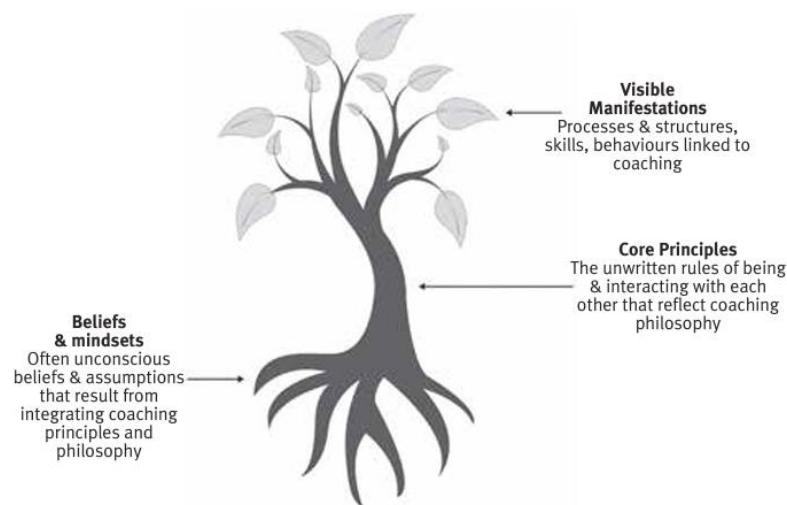 Visible
Manifestations
Processes & structures,
skills, behaviours linked to
coaching
Core Principles
The unwritten rules of being
& interacting with each
other that reflect coaching
philosophy
Beliefs
& mindsets
Often unconscious
beliefs & assumptions
that result from
integrating coaching
principles and
philosophy